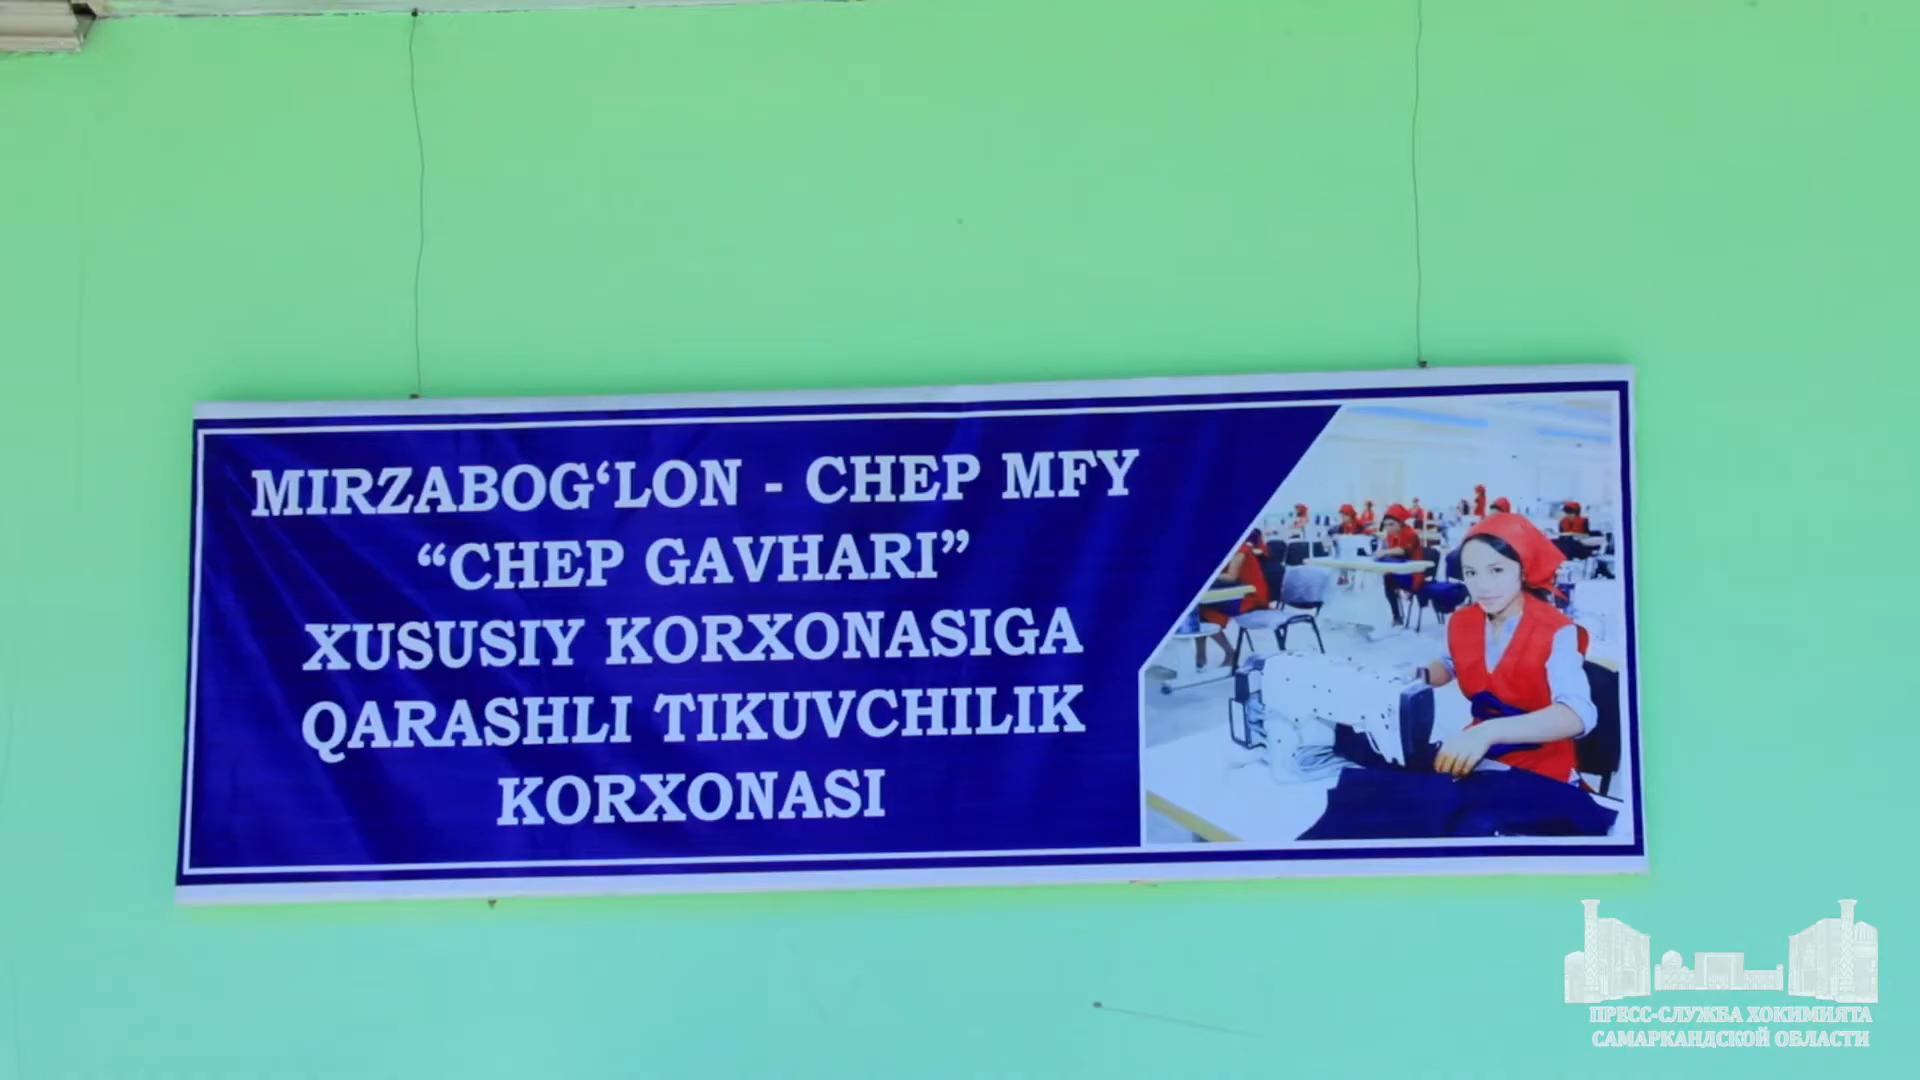 MIRZABOG‘LON - CHEP MFY
“CHEP GAVHARI”
XUSUSIY KORXONASIGA
QARASHLI TIKUVCHILIK
KORXONASI
ПРЕСС-СЛУЖБА ХОКИМИЯТА
САМАРКАНДСКОЙ ОБЛАСТИ